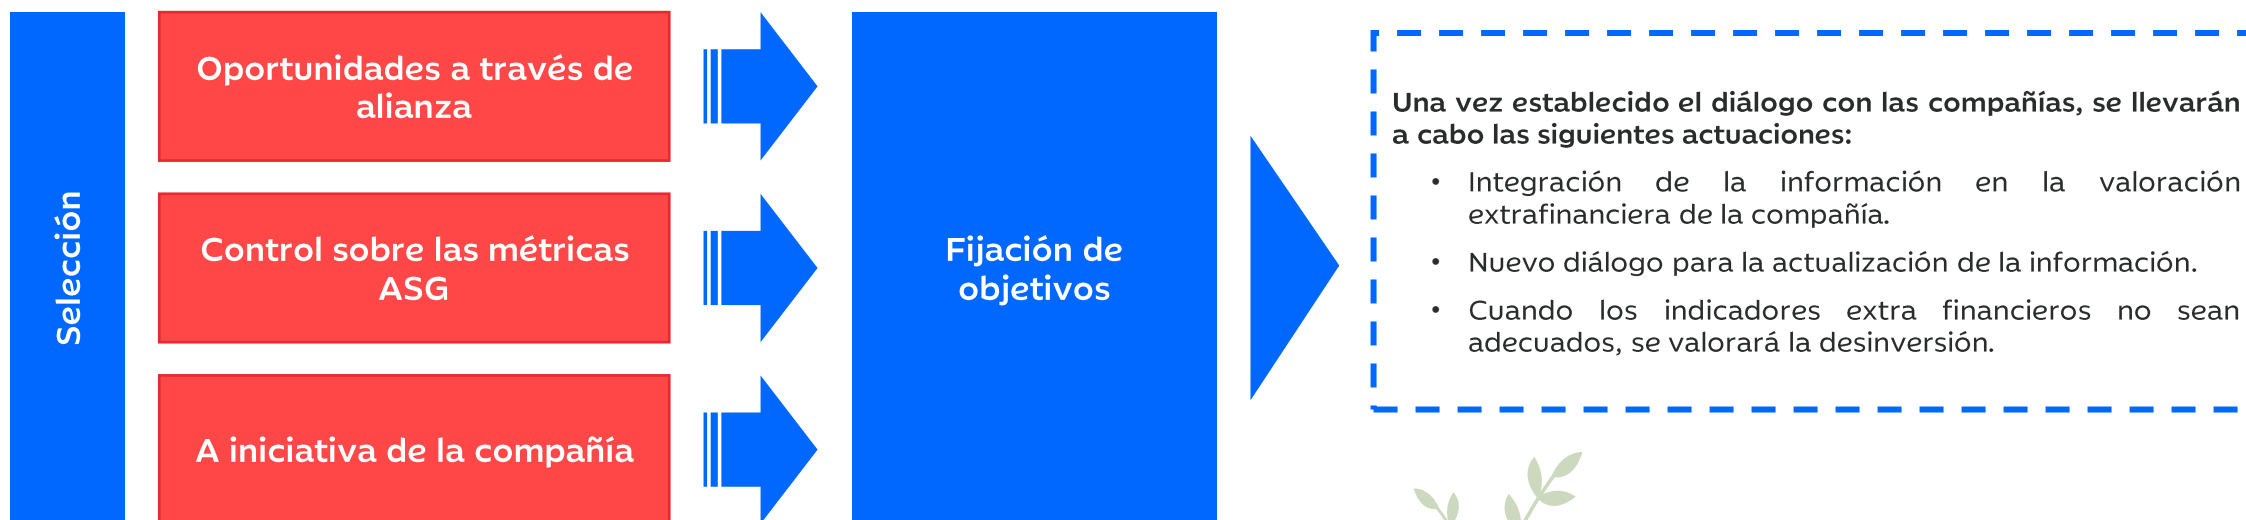 Selección
Oportunidades a través de
alianza
Control sobre las métricas
ASG
A iniciativa de la compañía
Fijación de
objetivos
Una vez establecido el diálogo con las compañías, se llevarán
a cabo las siguientes actuaciones:
• Integración de la información en la valoración
extrafinanciera de la compañía.
• Nuevo diálogo para la actualización de la información.
• Cuando los indicadores extra financieros no sean
adecuados, se valorará la desinversión.